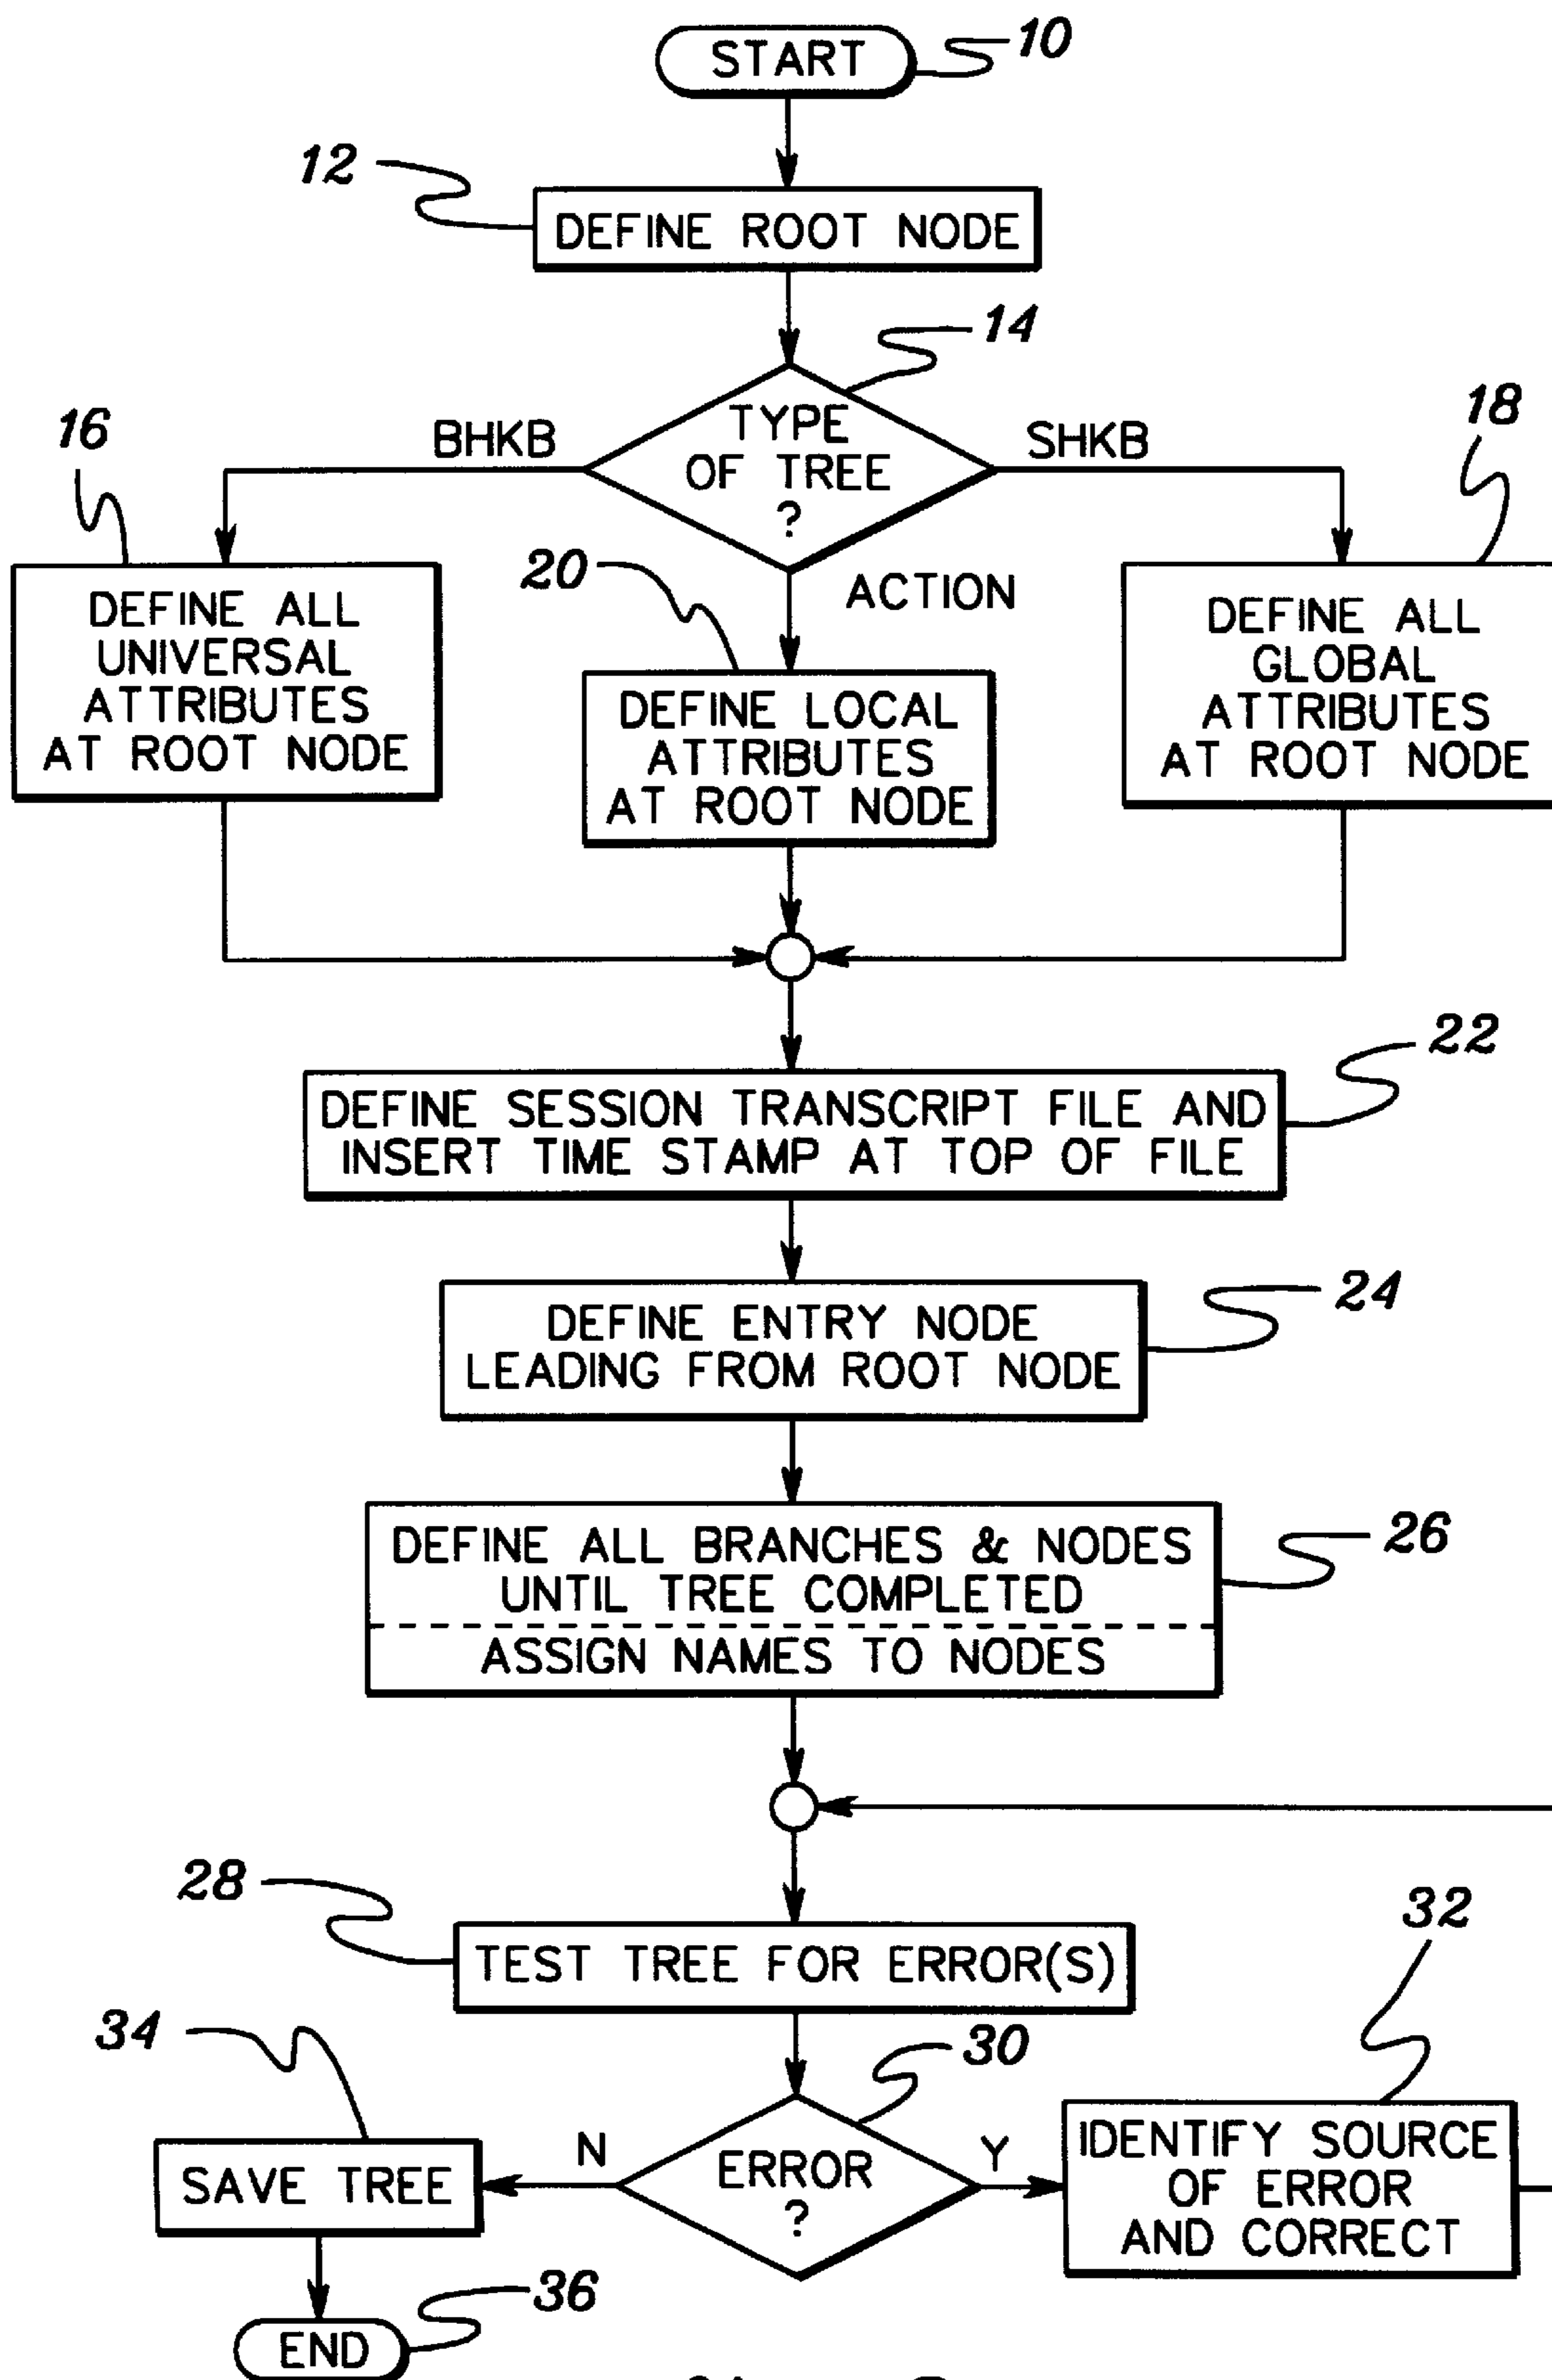 START
10
12
DEFINE ROOT NODE
14
TYPE
OF TREE
?
BHKB
SHKB
16
18
20
ACTION
DEFINE ALL
UNIVERSAL
ATTRIBUTES
AT ROOT NODE
DEFINE LOCAL
ATTRIBUTES
AT ROOT NODE
DEFINE ALL
GLOBAL
ATTRIBUTES
AT ROOT NODE
22
DEFINE SESSION TRANSCRIPT FILE AND
INSERT TIME STAMP AT TOP OF FILE
24
DEFINE ENTRY NODE
LEADING FROM ROOT NODE
26
DEFINE ALL BRANCHES & NODES
UNTIL TREE COMPLETED
ASSIGN NAMES TO NODES
28
TEST TREE FOR ERROR(S)
32
34
30
SAVE TREE
N
ERROR
?
Y
IDENTIFY SOURCE
OF ERROR
AND CORRECT
36
END